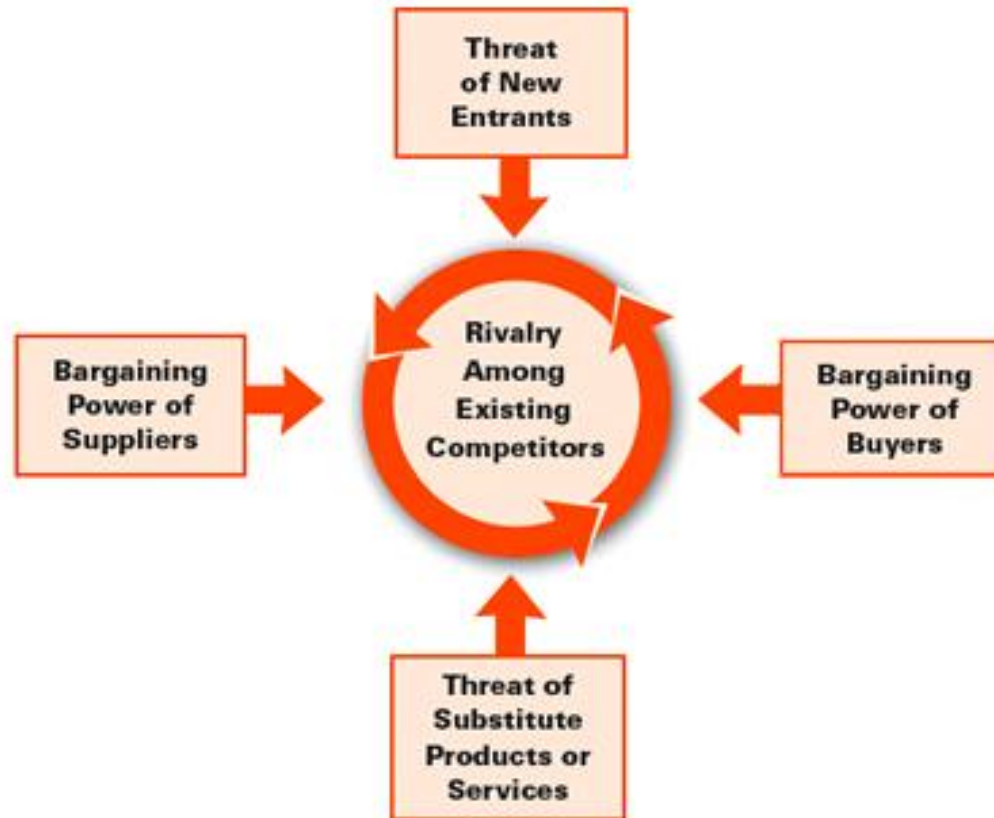 Threat
of New
Entrants
Rivalry
Among
Existing
Competitors
Bargaining
Power of
Suppliers
Bargaining
Power of
Buyers
Threat of
Substitute
Products or
Services